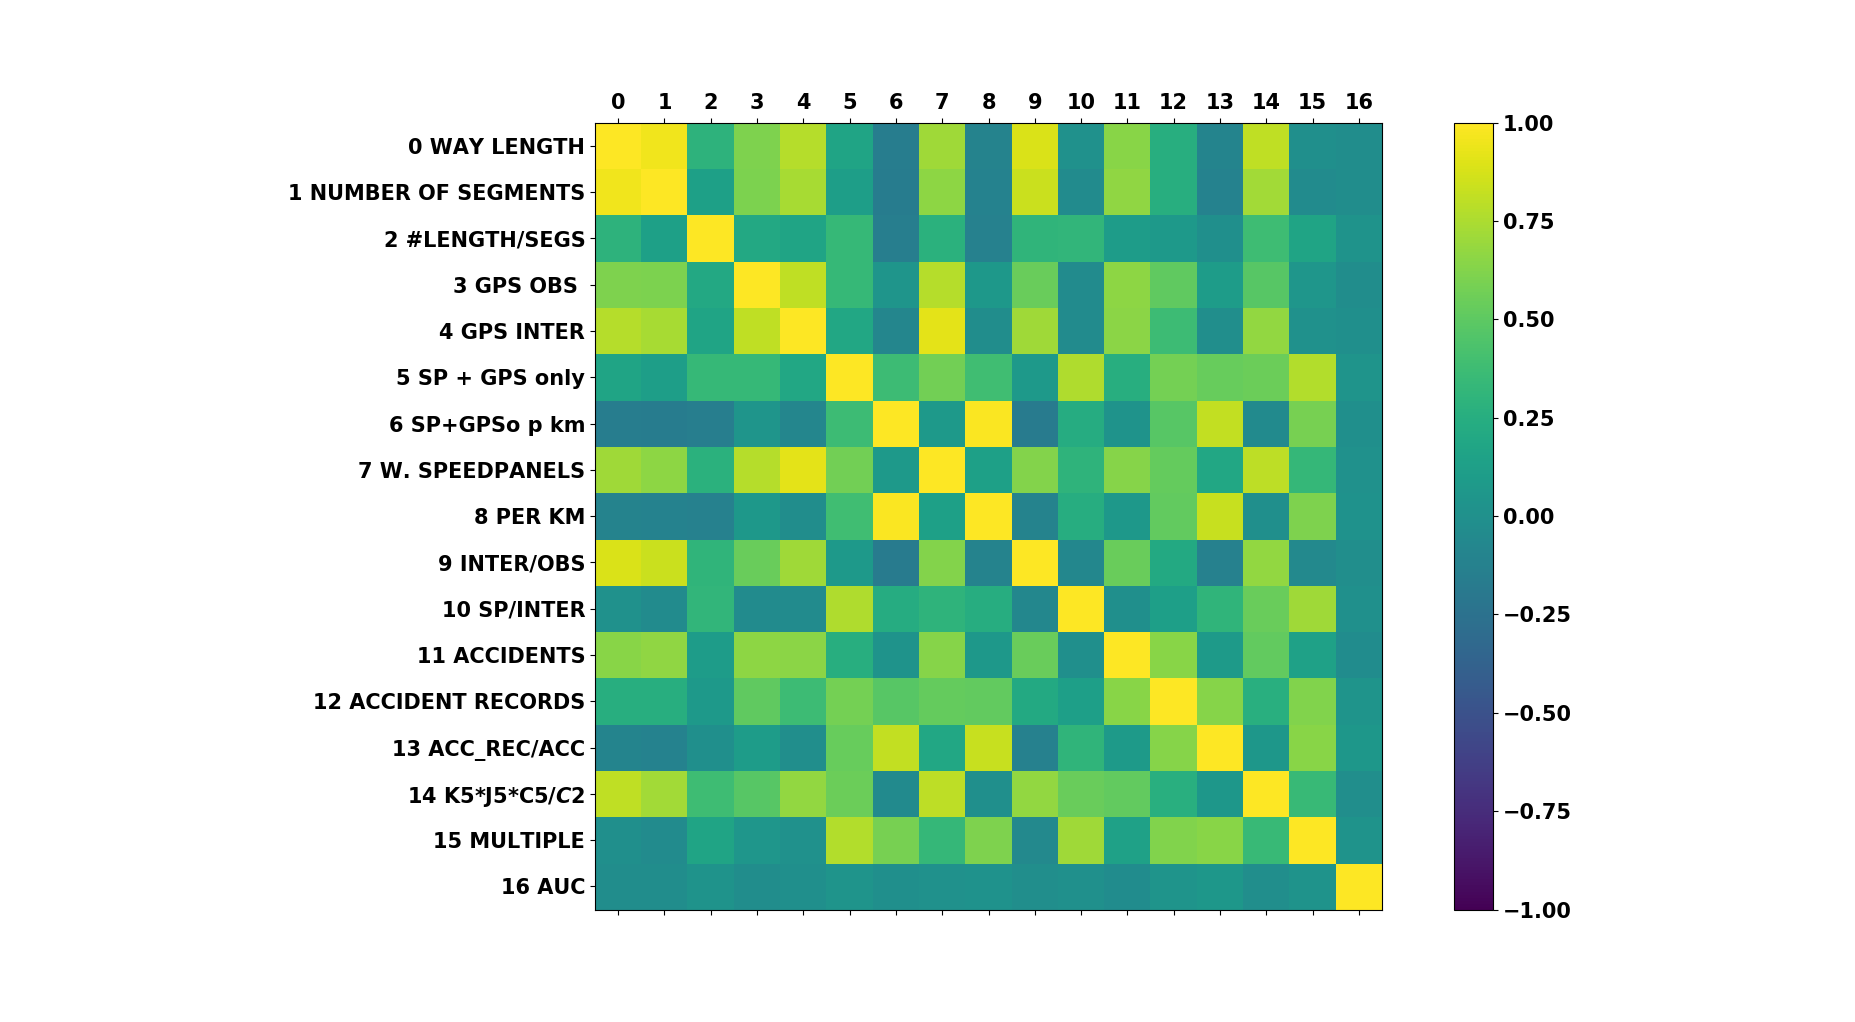 0 1 2 3 4 5 6 7 8 9 10 11 12 13 14 15 16
0 WAY LENGTH
1 NUMBER OF SEGMENTS
2 #LENGTH/SEGS
3 GPS OBS
4 GPS INTER
5 SP + GPS only
6 SP+GPSo p km
7 W. SPEEDPANELS
8 PER KM
9 INTER/OBS
10 SP/INTER
11 ACCIDENTS
12 ACCIDENT RECORDS
13 ACC_REC/ACC
14 K5*J5*C5/C2
15 MULTIPLE
16 AUC
1.00
0.75
0.50
0.25
0.00
−0.25
−0.50
−0.75
−1.00